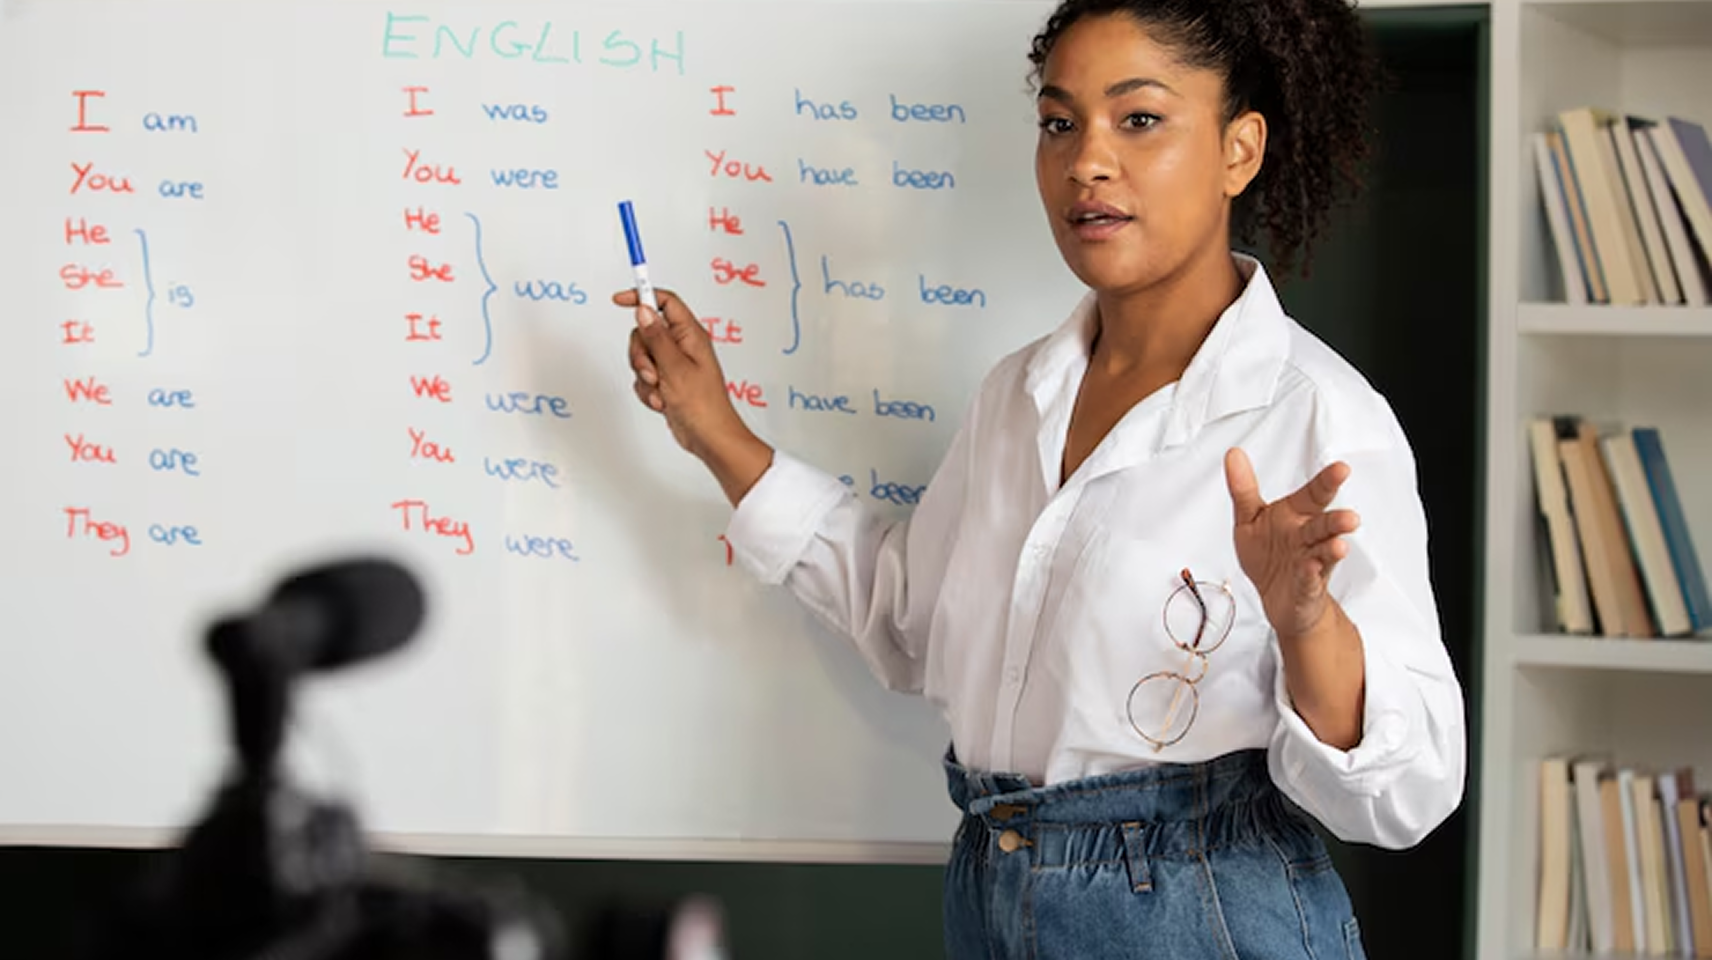 ENGLISH
I am
You are
He
She
It
is
We are
You are
They are
I was
You were
He
She
It
was
We were
You were
They were
I has been
You have been
He
She
It
has been
We have been
been